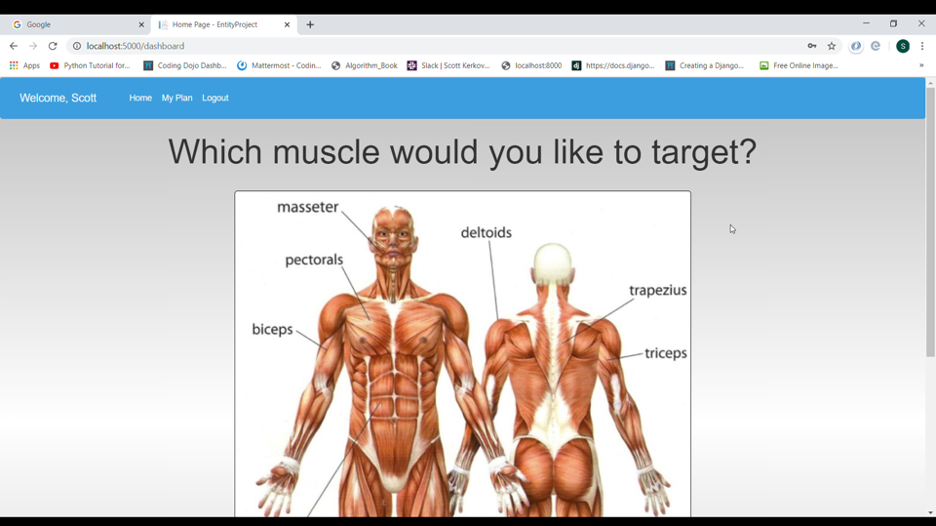 Google
Home Page - EntityProject
localhost:5000/dashboard
S
Apps
Python Tutorial for...
Coding Dojo Dashb...
Mattermost - Codin...
Algorithm_Book
Slack | Scott Kerkov...
localhost:8000
dj
https://docs.django...
Creating a Django...
Free Online Image...
»
Welcome, Scott
Home
My Plan
Logout
Which muscle would you like to target?
masseter
deltoids
pectorals
trapezius
biceps
triceps